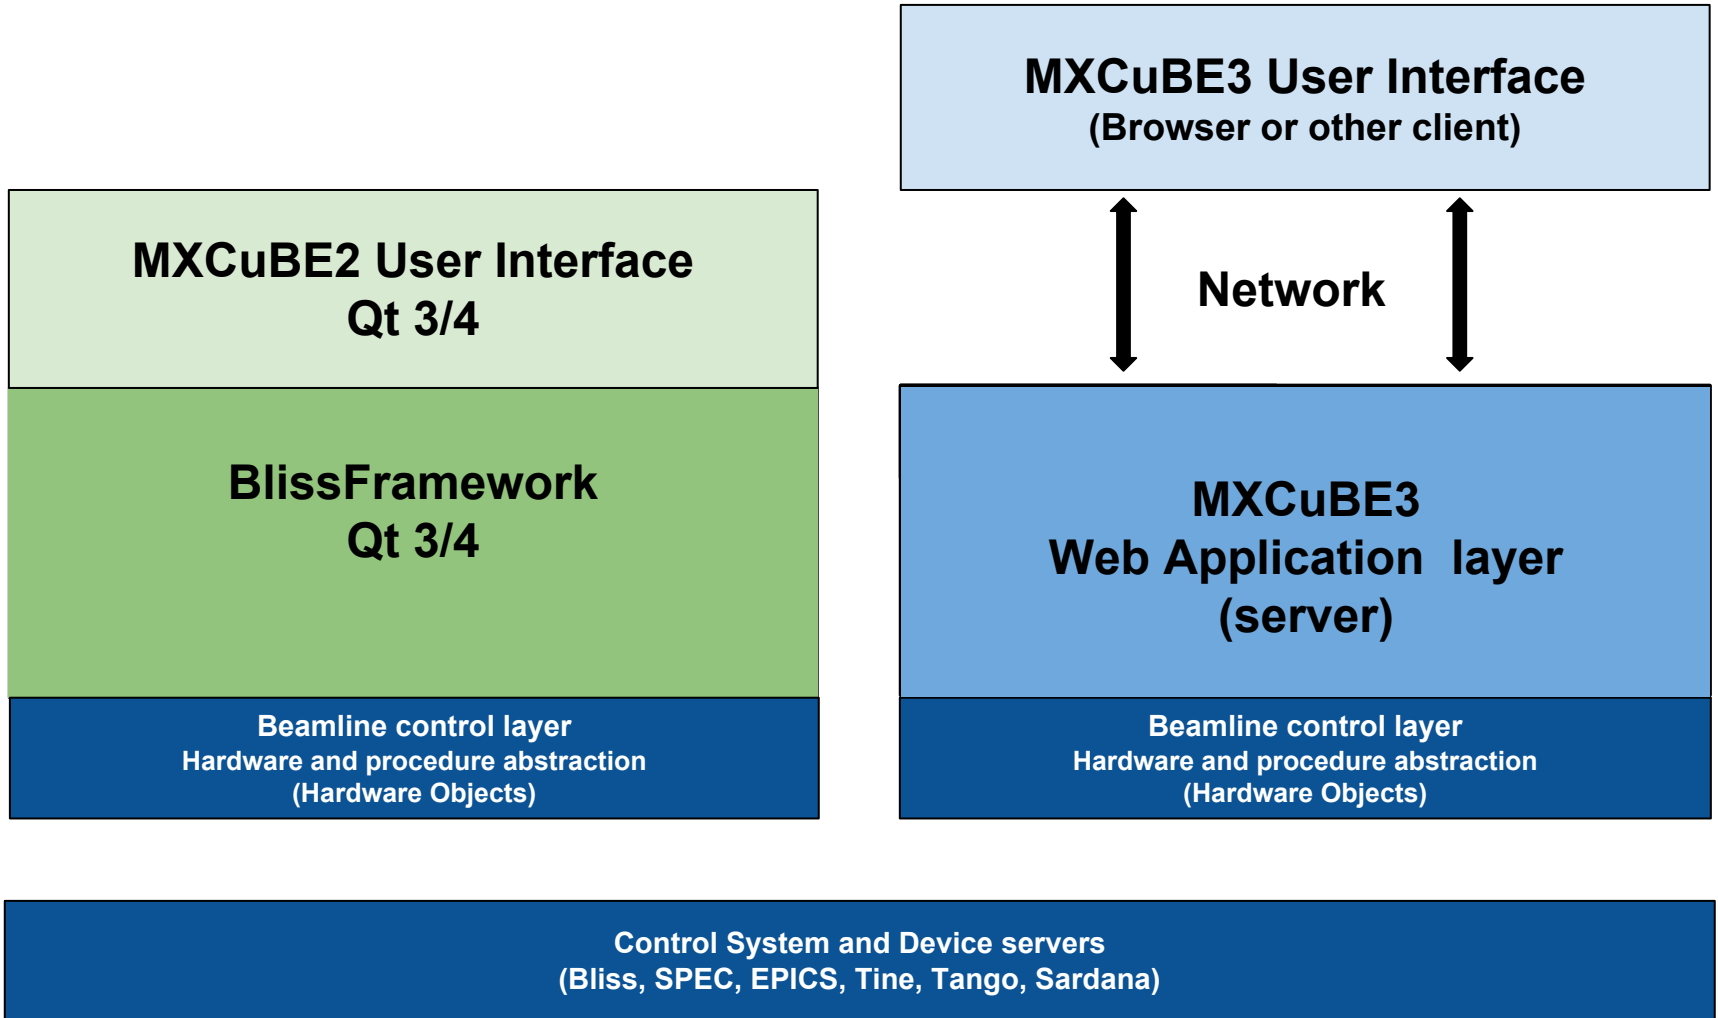 MXCuBE3 User Interface
(Browser or other client)
MXCuBE2 User Interface
Qt 3/4
Network
BlissFramework
Qt 3/4
MXCuBE3
Web Application layer
(server)
Beamline control layer
Hardware and procedure abstraction
(Hardware Objects)
Beamline control layer
Hardware and procedure abstraction
(Hardware Objects)
Control System and Device servers
(Bliss, SPEC, EPICS, Tine, Tango, Sardana)